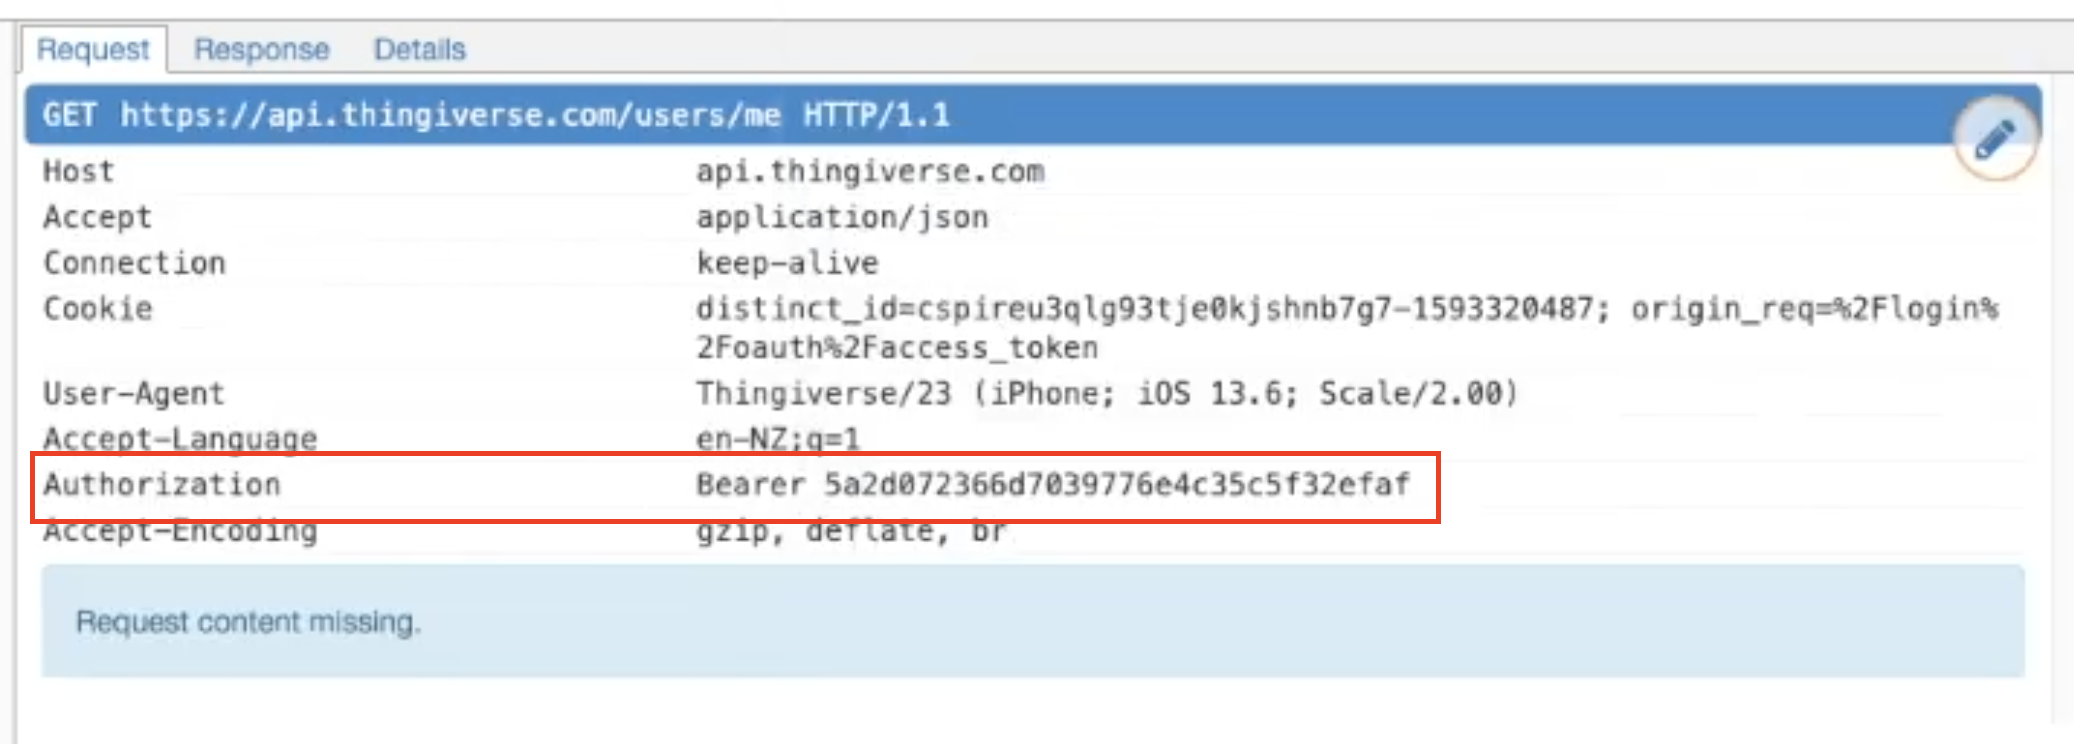 Request Response Details
GET https://api.thingiverse.com/users/me HTTP/1.1
Host api.thingiverse.com
Accept application/json
Connection keep-alive
Cookie distinct_id=cspireu3qlg93tje0kjshnb7g7-1593320487; origin_req=%2Flogin%
2Foauth%2Faccess_token
User-Agent Thingiverse/23 (iPhone; iOS 13.6; Scale/2.00)
Accept-Language en-NZ;q=1
Authorization Bearer 5a2d072366d7039776e4c35c5f32efaf
Accept-Encoding gzip, deflate, br
Request content missing.